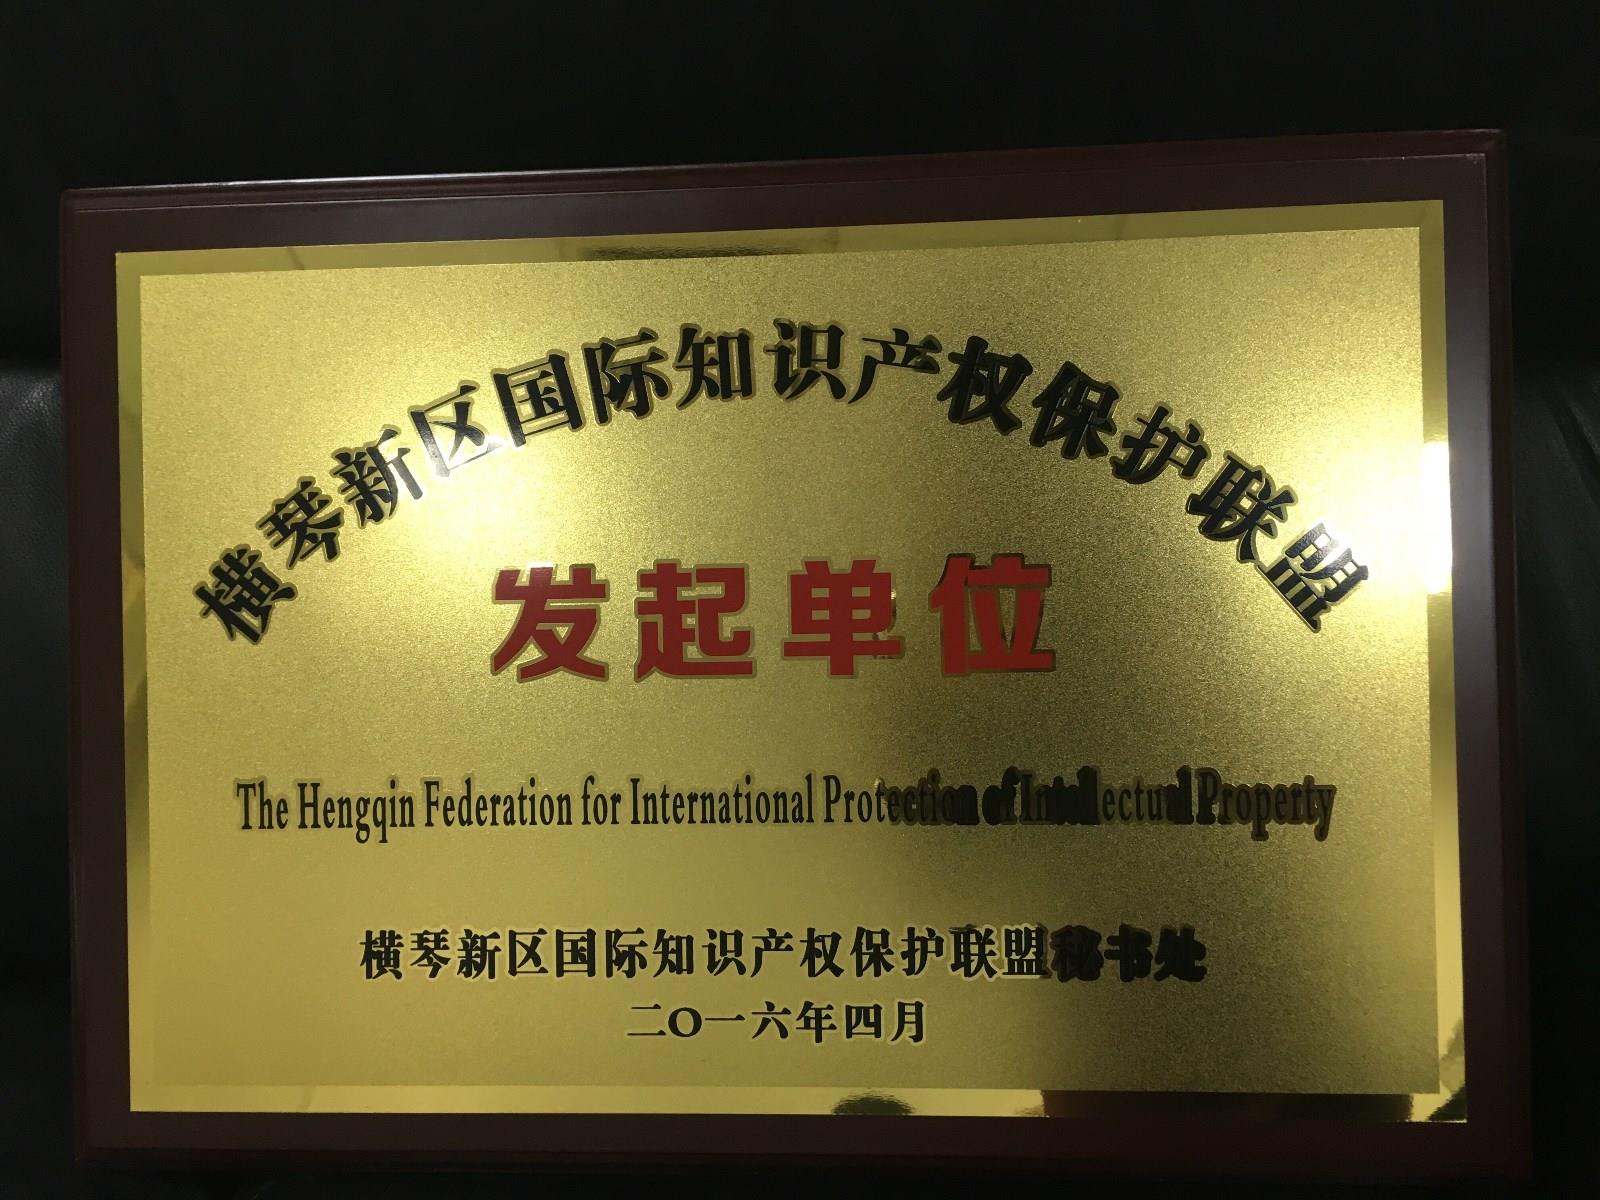 横琴新区国际知识产权保护联盟
发起单位
The Hengqin Federation for International Protection of Intellectual Property
横琴新区国际知识产权保护联盟秘书处
二〇一六年四月